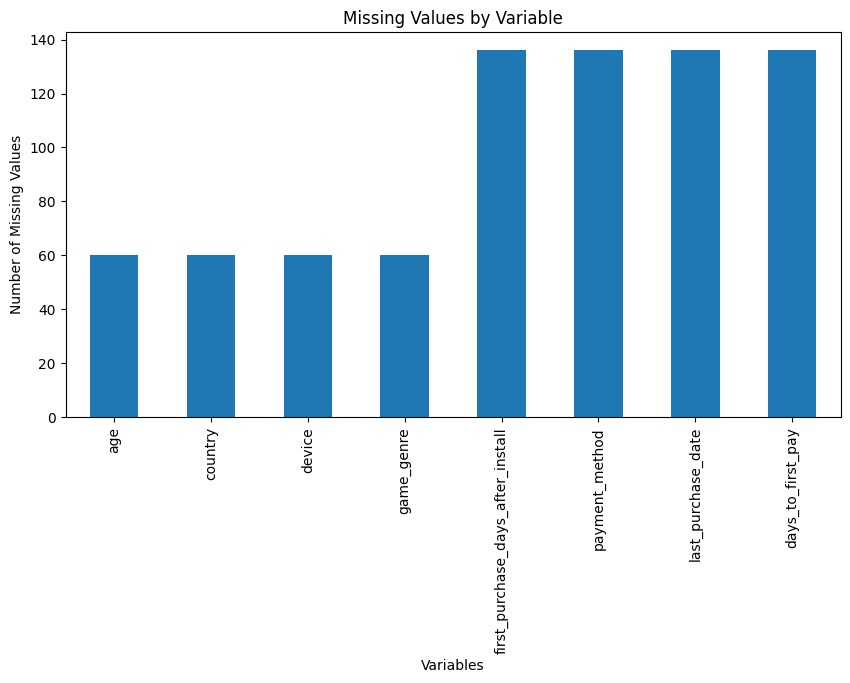 Missing Values by Variable
Number of Missing Values
140
120
100
80
60
40
20
0
age
country
device
game_genre
first_purchase_days_after_install
payment_method
last_purchase_date
days_to_first_pay
Variables